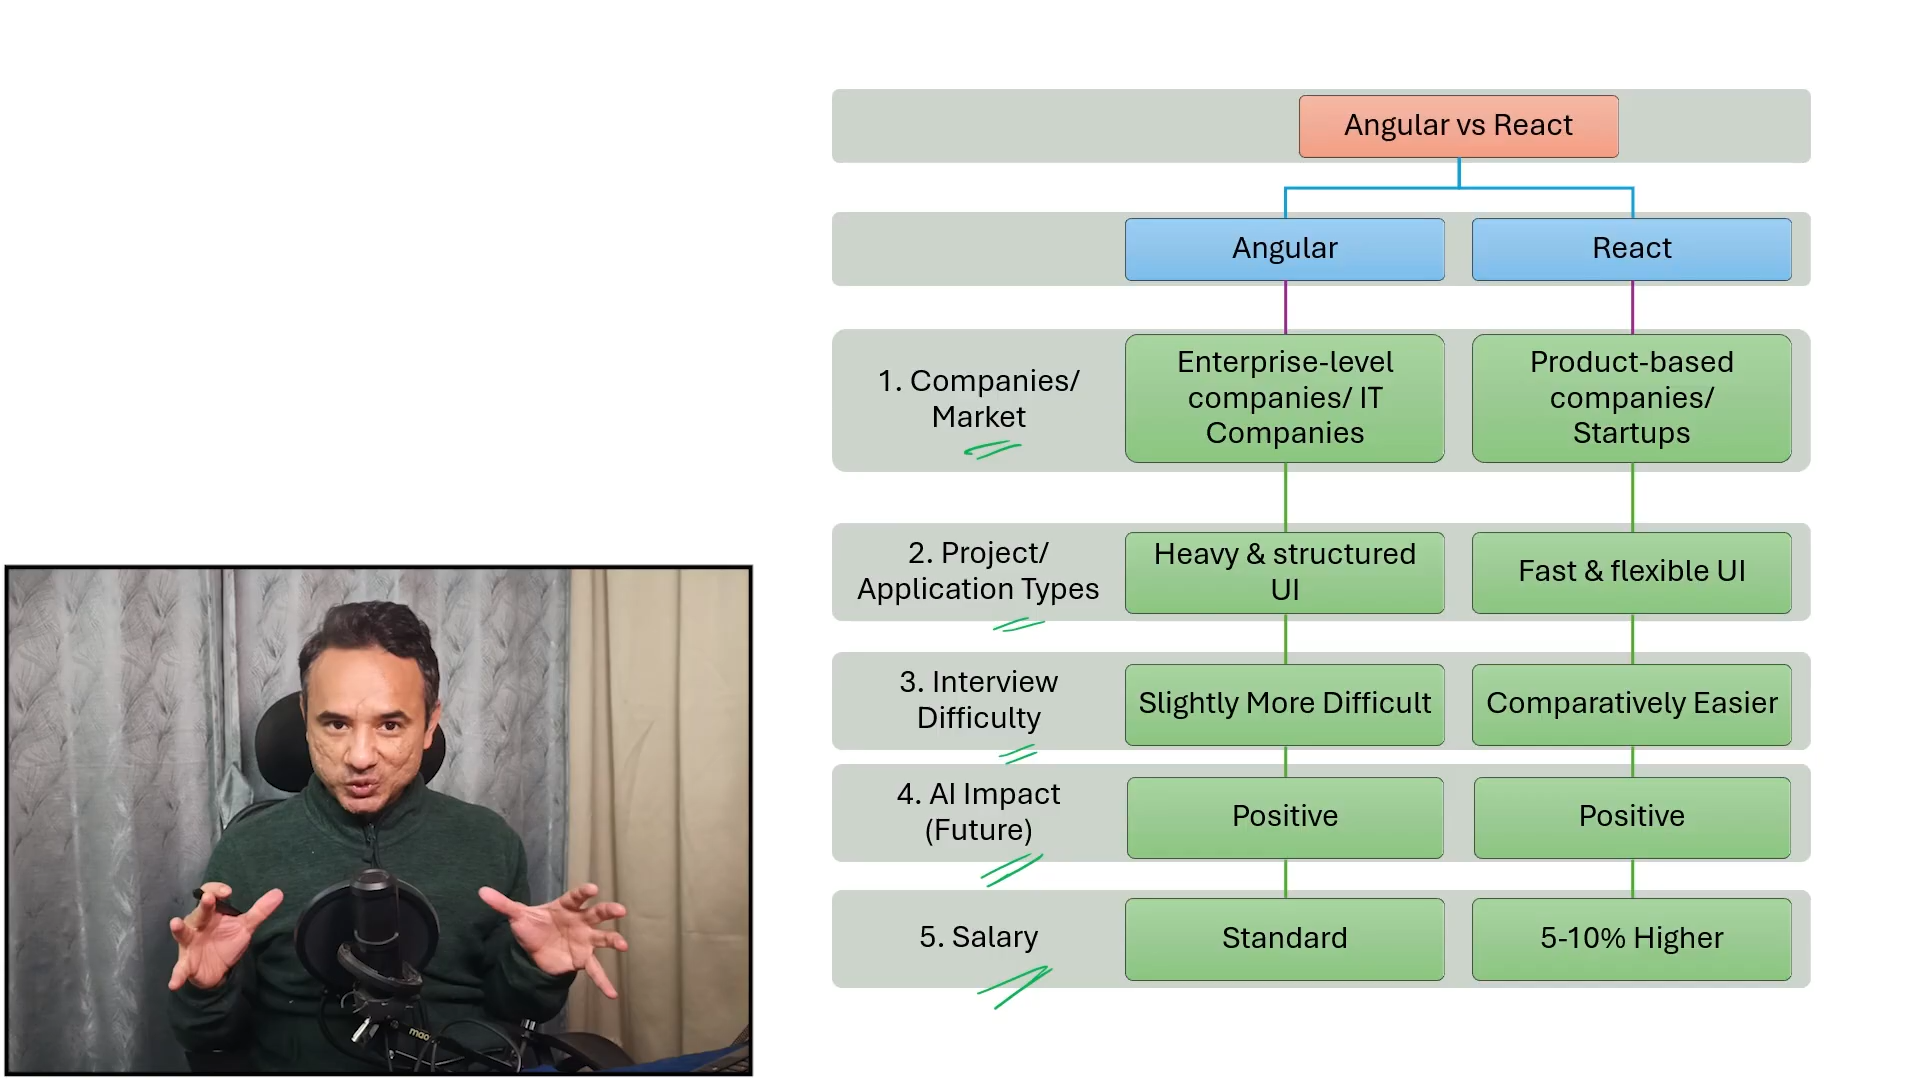 Angular vs React
Angular
React
1. Companies/
Market
Enterprise-level
companies/ IT
Companies
Product-based
companies/
Startups
2. Project/
Application Types
Heavy & structured
UI
Fast & flexible UI
3. Interview
Difficulty
Slightly More Difficult
Comparatively Easier
4. AI Impact
(Future)
Positive
Positive
5. Salary
Standard
5-10% Higher